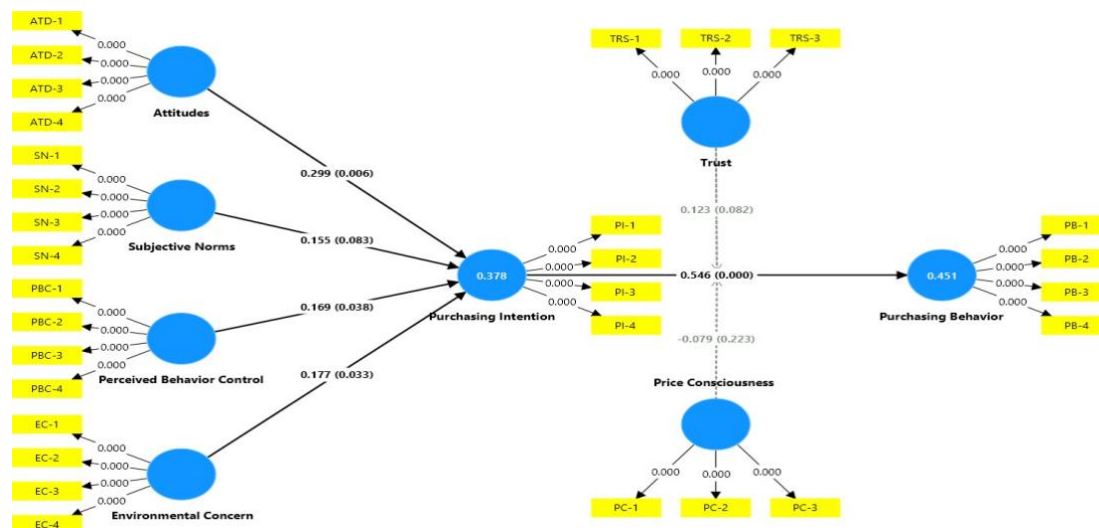 ATD-1
0.000
ATD-2
0.000
0.000
ATD-3
0.000
ATD-4
Attitudes
SN-1
0.000
SN-2
0.000
0.000
SN-3
0.000
SN-4
Subjective Norms
PBC-1
0.000
PBC-2
0.000
0.000
PBC-3
0.000
PBC-4
Perceived Behavior Control
EC-1
0.000
EC-2
0.000
0.000
EC-3
0.000
EC-4
Environmental Concern
0.299 (0.006)
0.155 (0.083)
0.169 (0.038)
0.177 (0.033)
0.378
Purchasing Intention
PI-1
0.000
PI-2
0.000
0.000
PI-3
0.000
PI-4
TRS-1
TRS-2
TRS-3
0.000
0.000
0.000
Trust
0.123 (0.082)
0.546 (0.000)
-0.079 (0.223)
Price Consciousness
0.000
0.000
0.000
PC-1
PC-2
PC-3
0.451
Purchasing Behavior
PB-1
0.000
PB-2
0.000
0.000
PB-3
0.000
PB-4